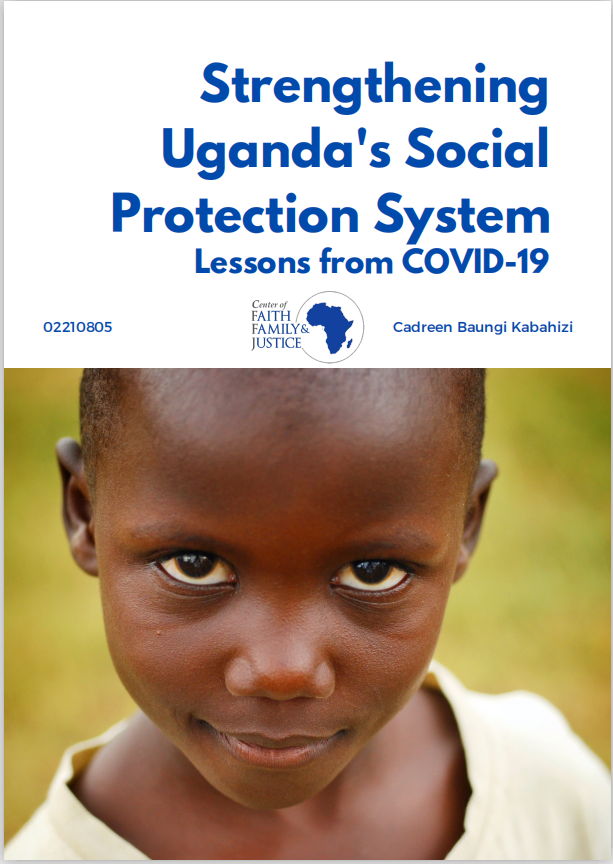 Strengthening
Uganda's Social
Protection System
Lessons from COVID-19
02210805
Center of
FAITH
FAMILY&
JUSTICE
Cadreen Baungi Kabahizi